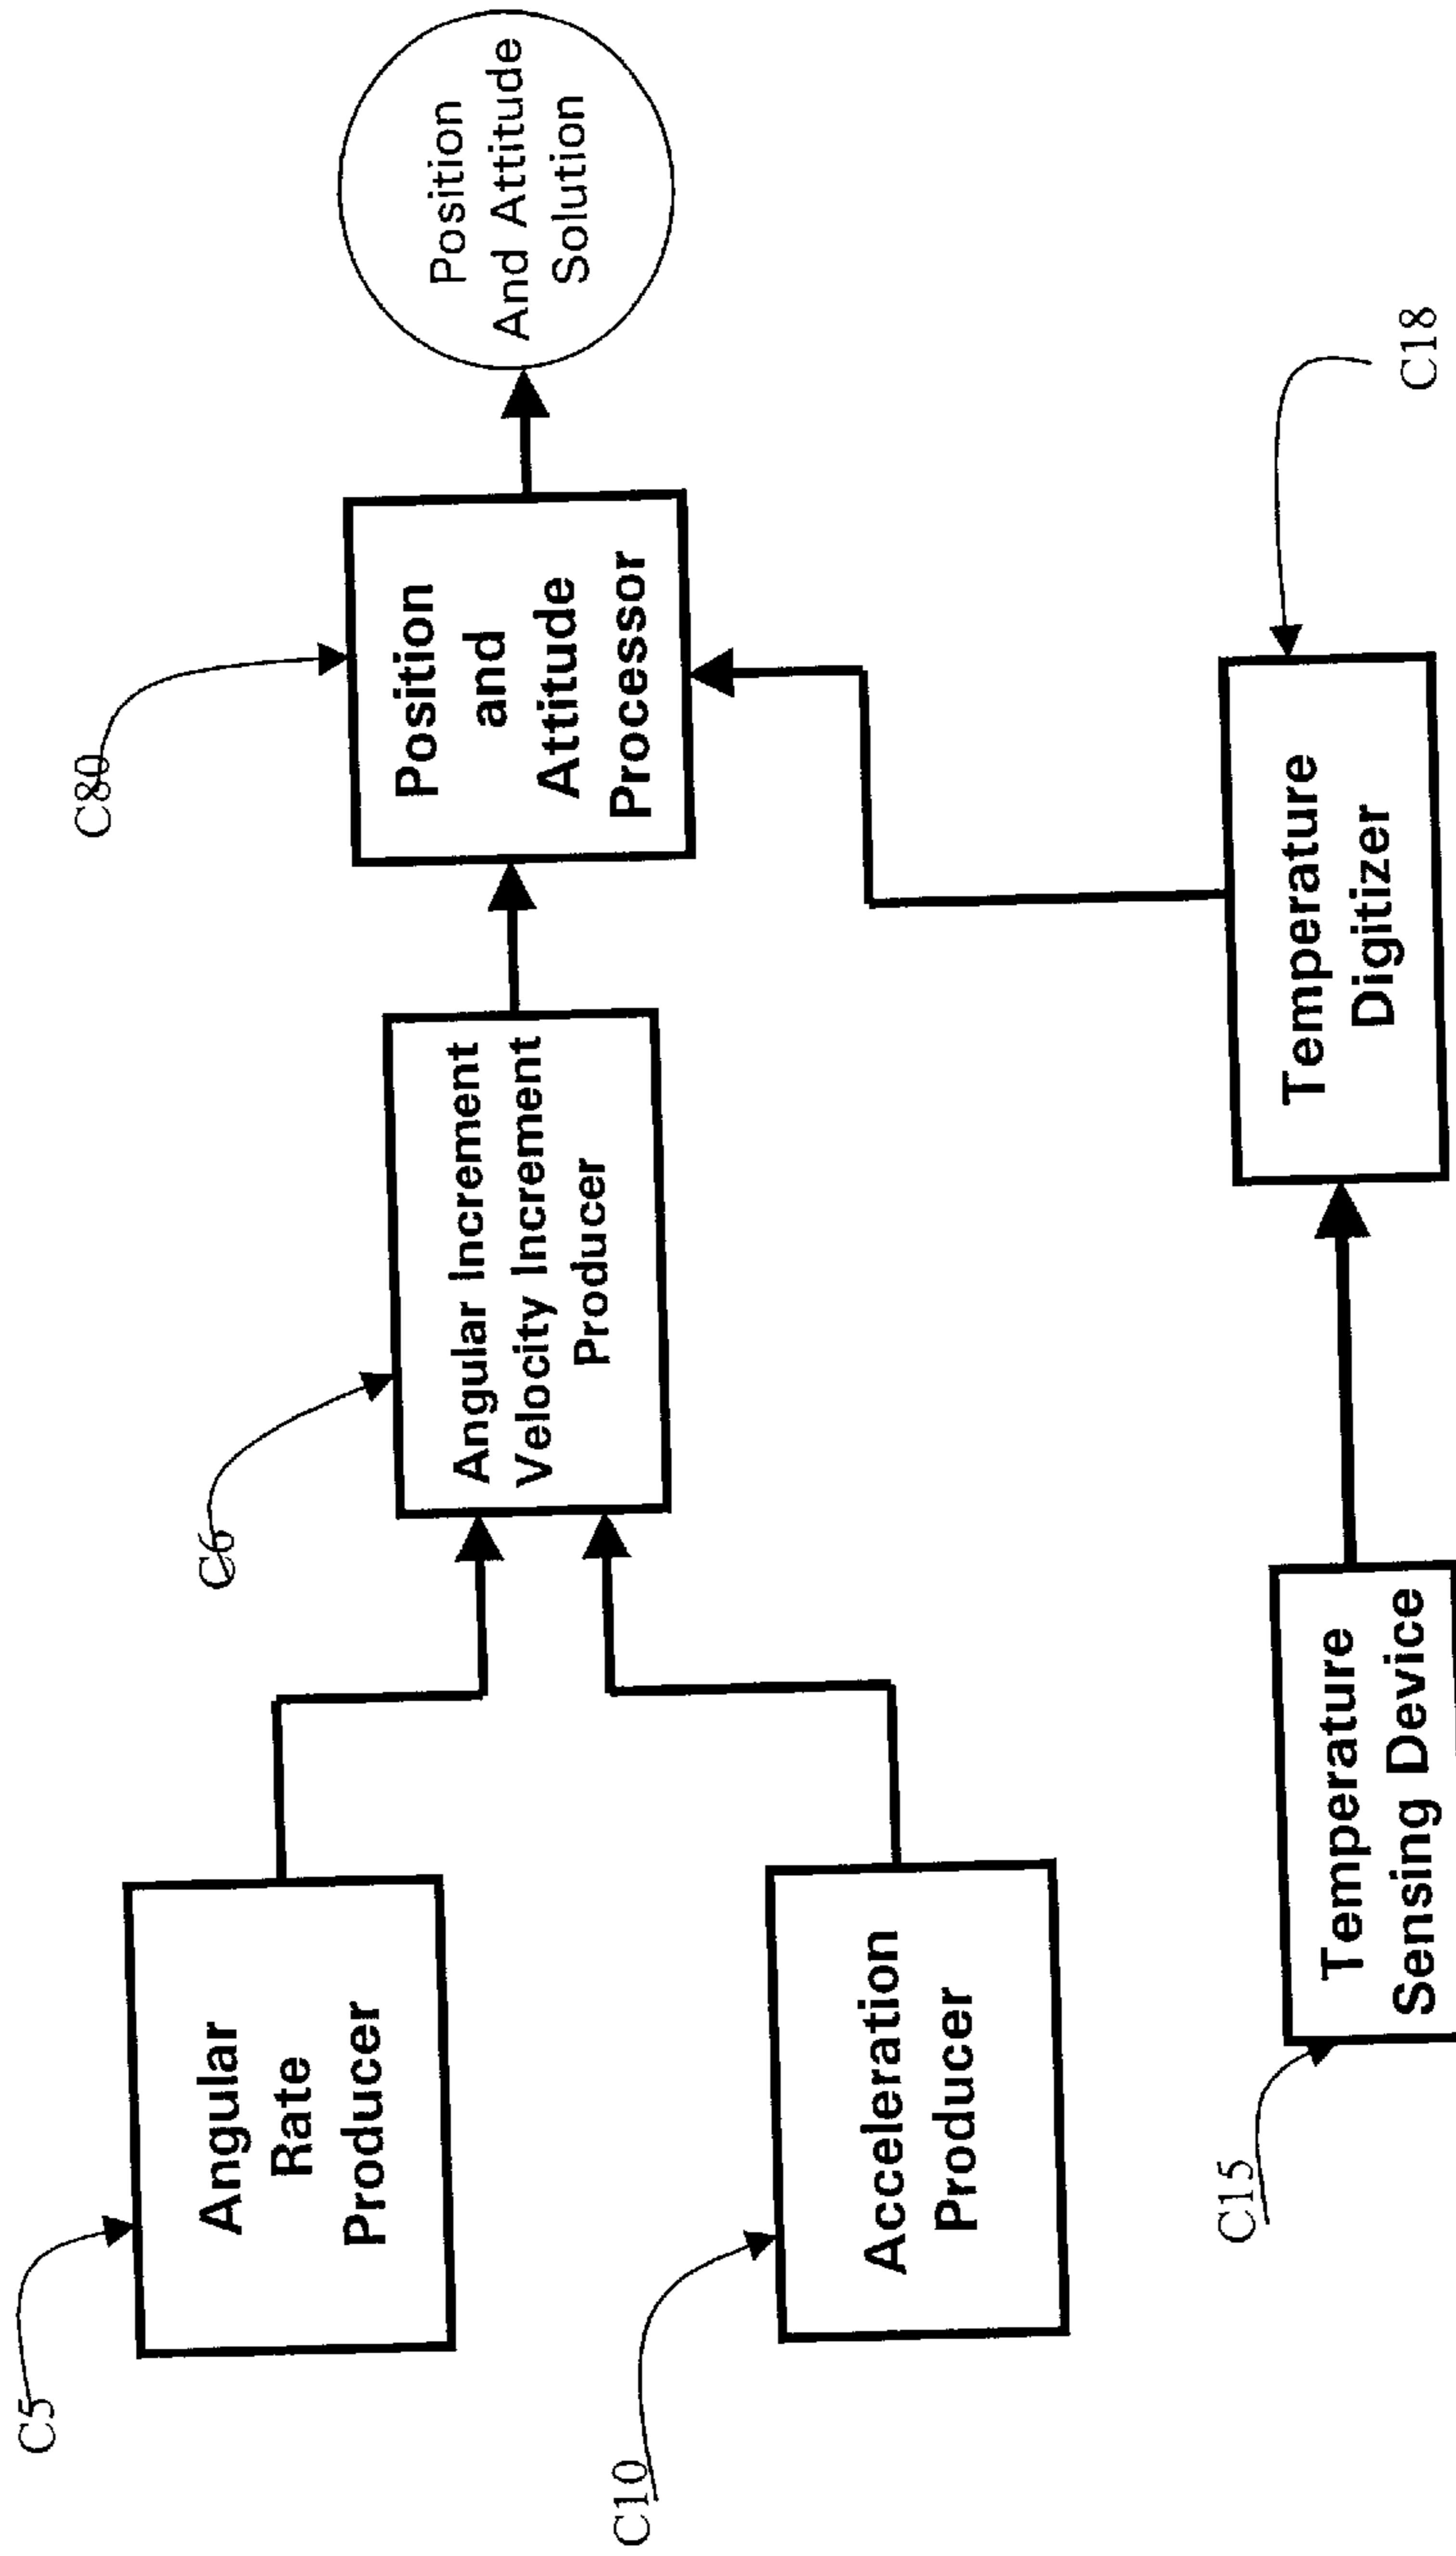 C5
Angular
Rate
Producer
C6
Angular Increment
Velocity Increment
Producer
C80
Position
and
Attitude
Processor
Position
And Attitude
Solution
C10
Acceleration
Producer
C15
Temperature
Sensing Device
C18
Temperature
Digitizer